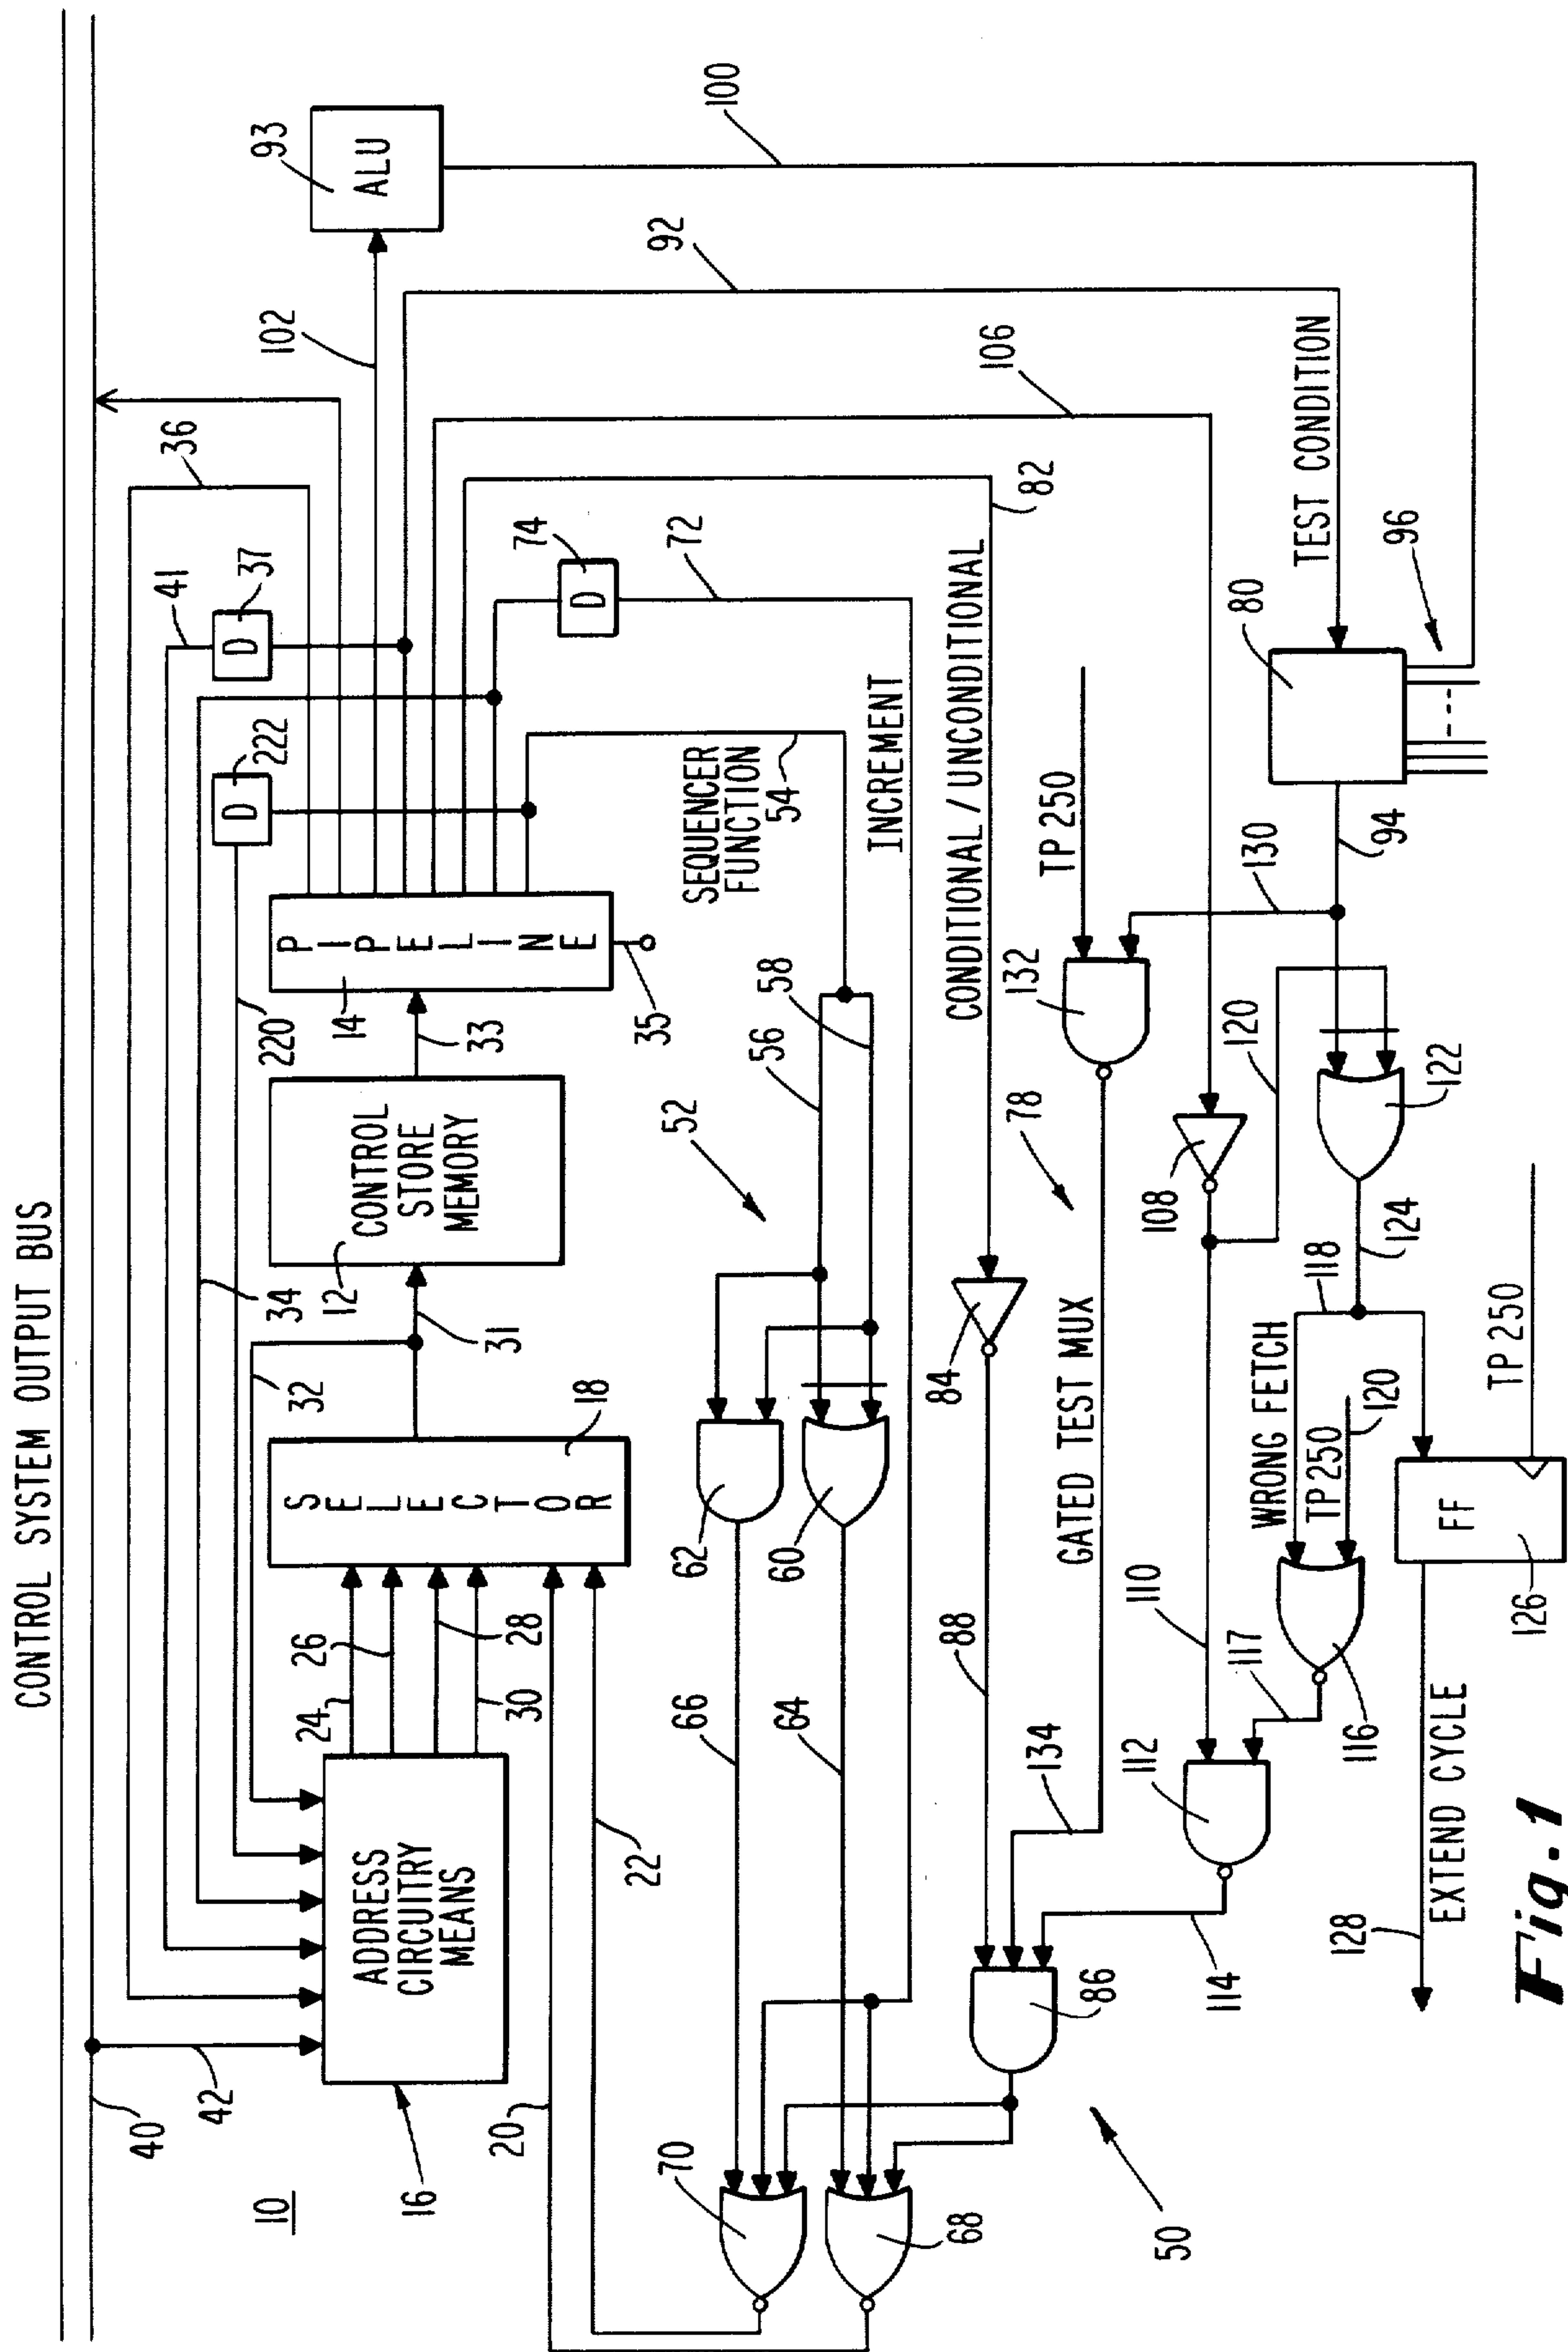 CONTROL SYSTEM OUTPUT BUS
40
42
10
16
ADDRESS
CIRCUITRY
MEANS
24
26
28
30
20
22
32
34
220
SELECTOR
18
31
12
CONTROL
STORE
MEMORY
33
14
PIPELINE
35
D
222
D
37
41
36
102
93
ALU
100
92
106
82
D
74
72
SEQUENCER
FUNCTION
54
INCREMENT
52
56
58
62
60
66
64
70
68
50
CONDITIONAL / UNCONDITIONAL
84
88
86
78
TP 250
132
130
GATED TEST MUX
134
108
110
112
114
117
116
WRONG FETCH
TP250
120
118
120
122
124
TEST CONDITION
80
94
96
FF
126
TP 250
128
EXTEND CYCLE
Fig. 1